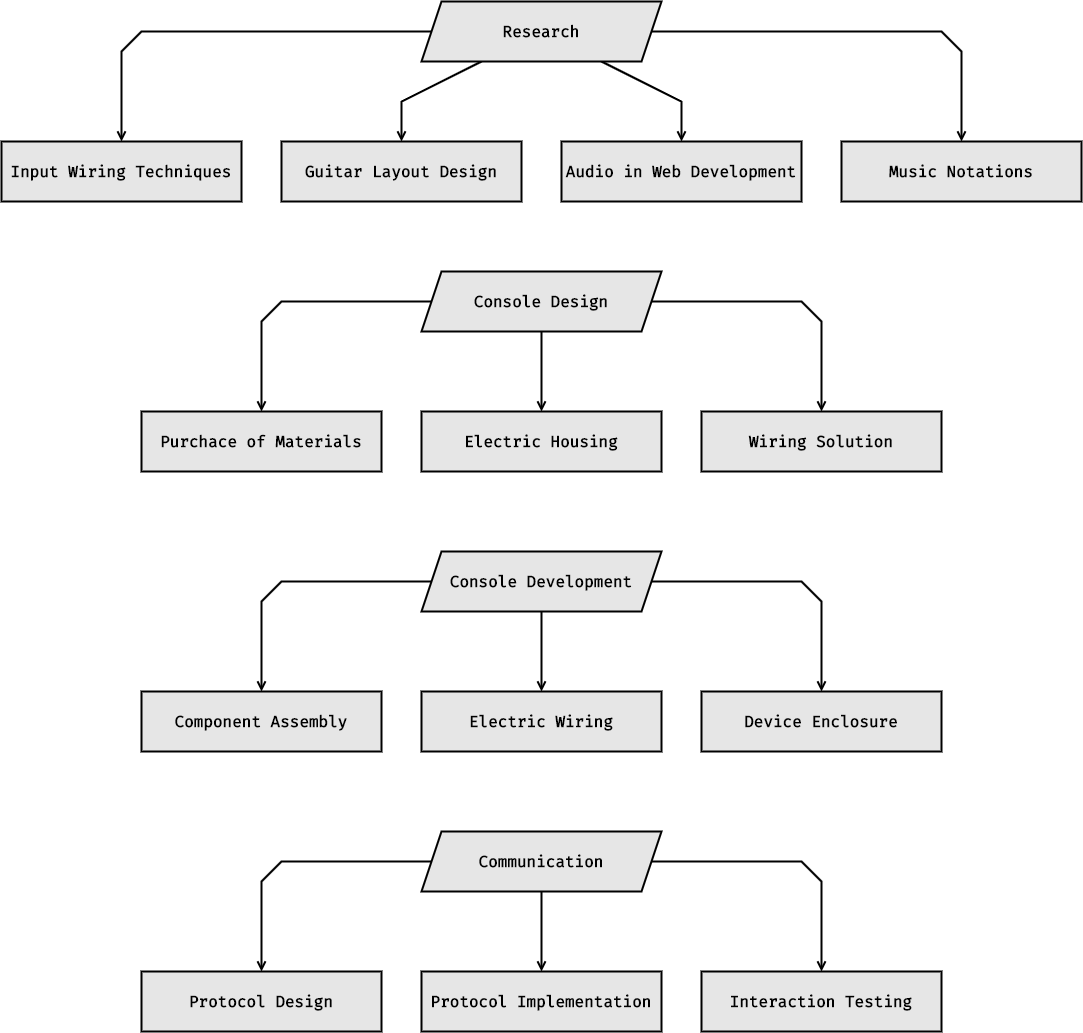 Research
Input Wiring Techniques
Guitar Layout Design
Audio in Web Development
Music Notations
Console Design
Purchace of Materials
Electric Housing
Wiring Solution
Console Development
Component Assembly
Electric Wiring
Device Enclosure
Communication
Protocol Design
Protocol Implementation
Interaction Testing